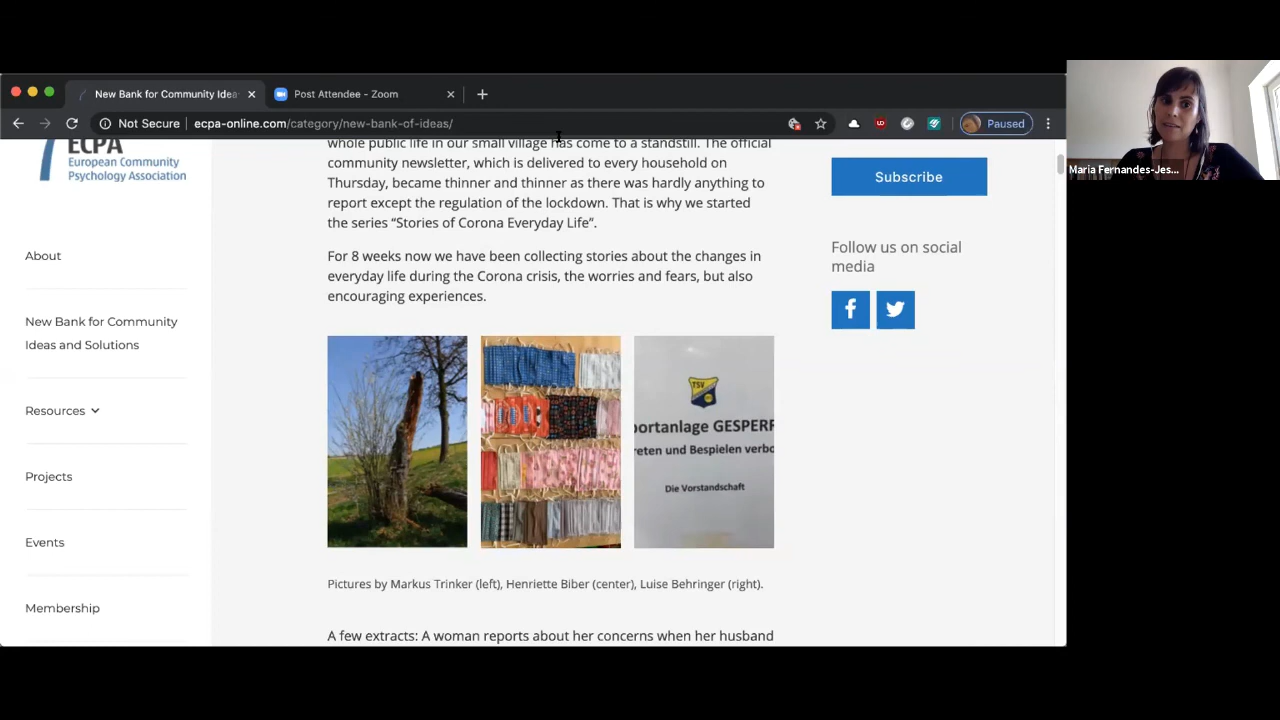 New Bank for Community Idea
Post Attendee - Zoom
Not Secure
ecpa-online.com/category/new-bank-of-ideas/
Paused
ECPA
European Community
Psychology Association
About
New Bank for Community
Ideas and Solutions
Resources
Projects
Events
Membership
whole public life in our small village has come to a standstill. The official
community newsletter, which is delivered to every household on
Thursday, became thinner and thinner as there was hardly anything to
report except the regulation of the lockdown. That is why we started
the series “Stories of Corona Everyday Life”.
For 8 weeks now we have been collecting stories about the changes in
everyday life during the Corona crisis, the worries and fears, but also
encouraging experiences.
TSV
portanlage GESPERR
reten und Bespielen verbo
Die Vorstandschaft
Pictures by Markus Trinker (left), Henriette Biber (center), Luise Behringer (right).
A few extracts: A woman reports about her concerns when her husband
Subscribe
Follow us on social
media
Maria Fernandes-Jes...